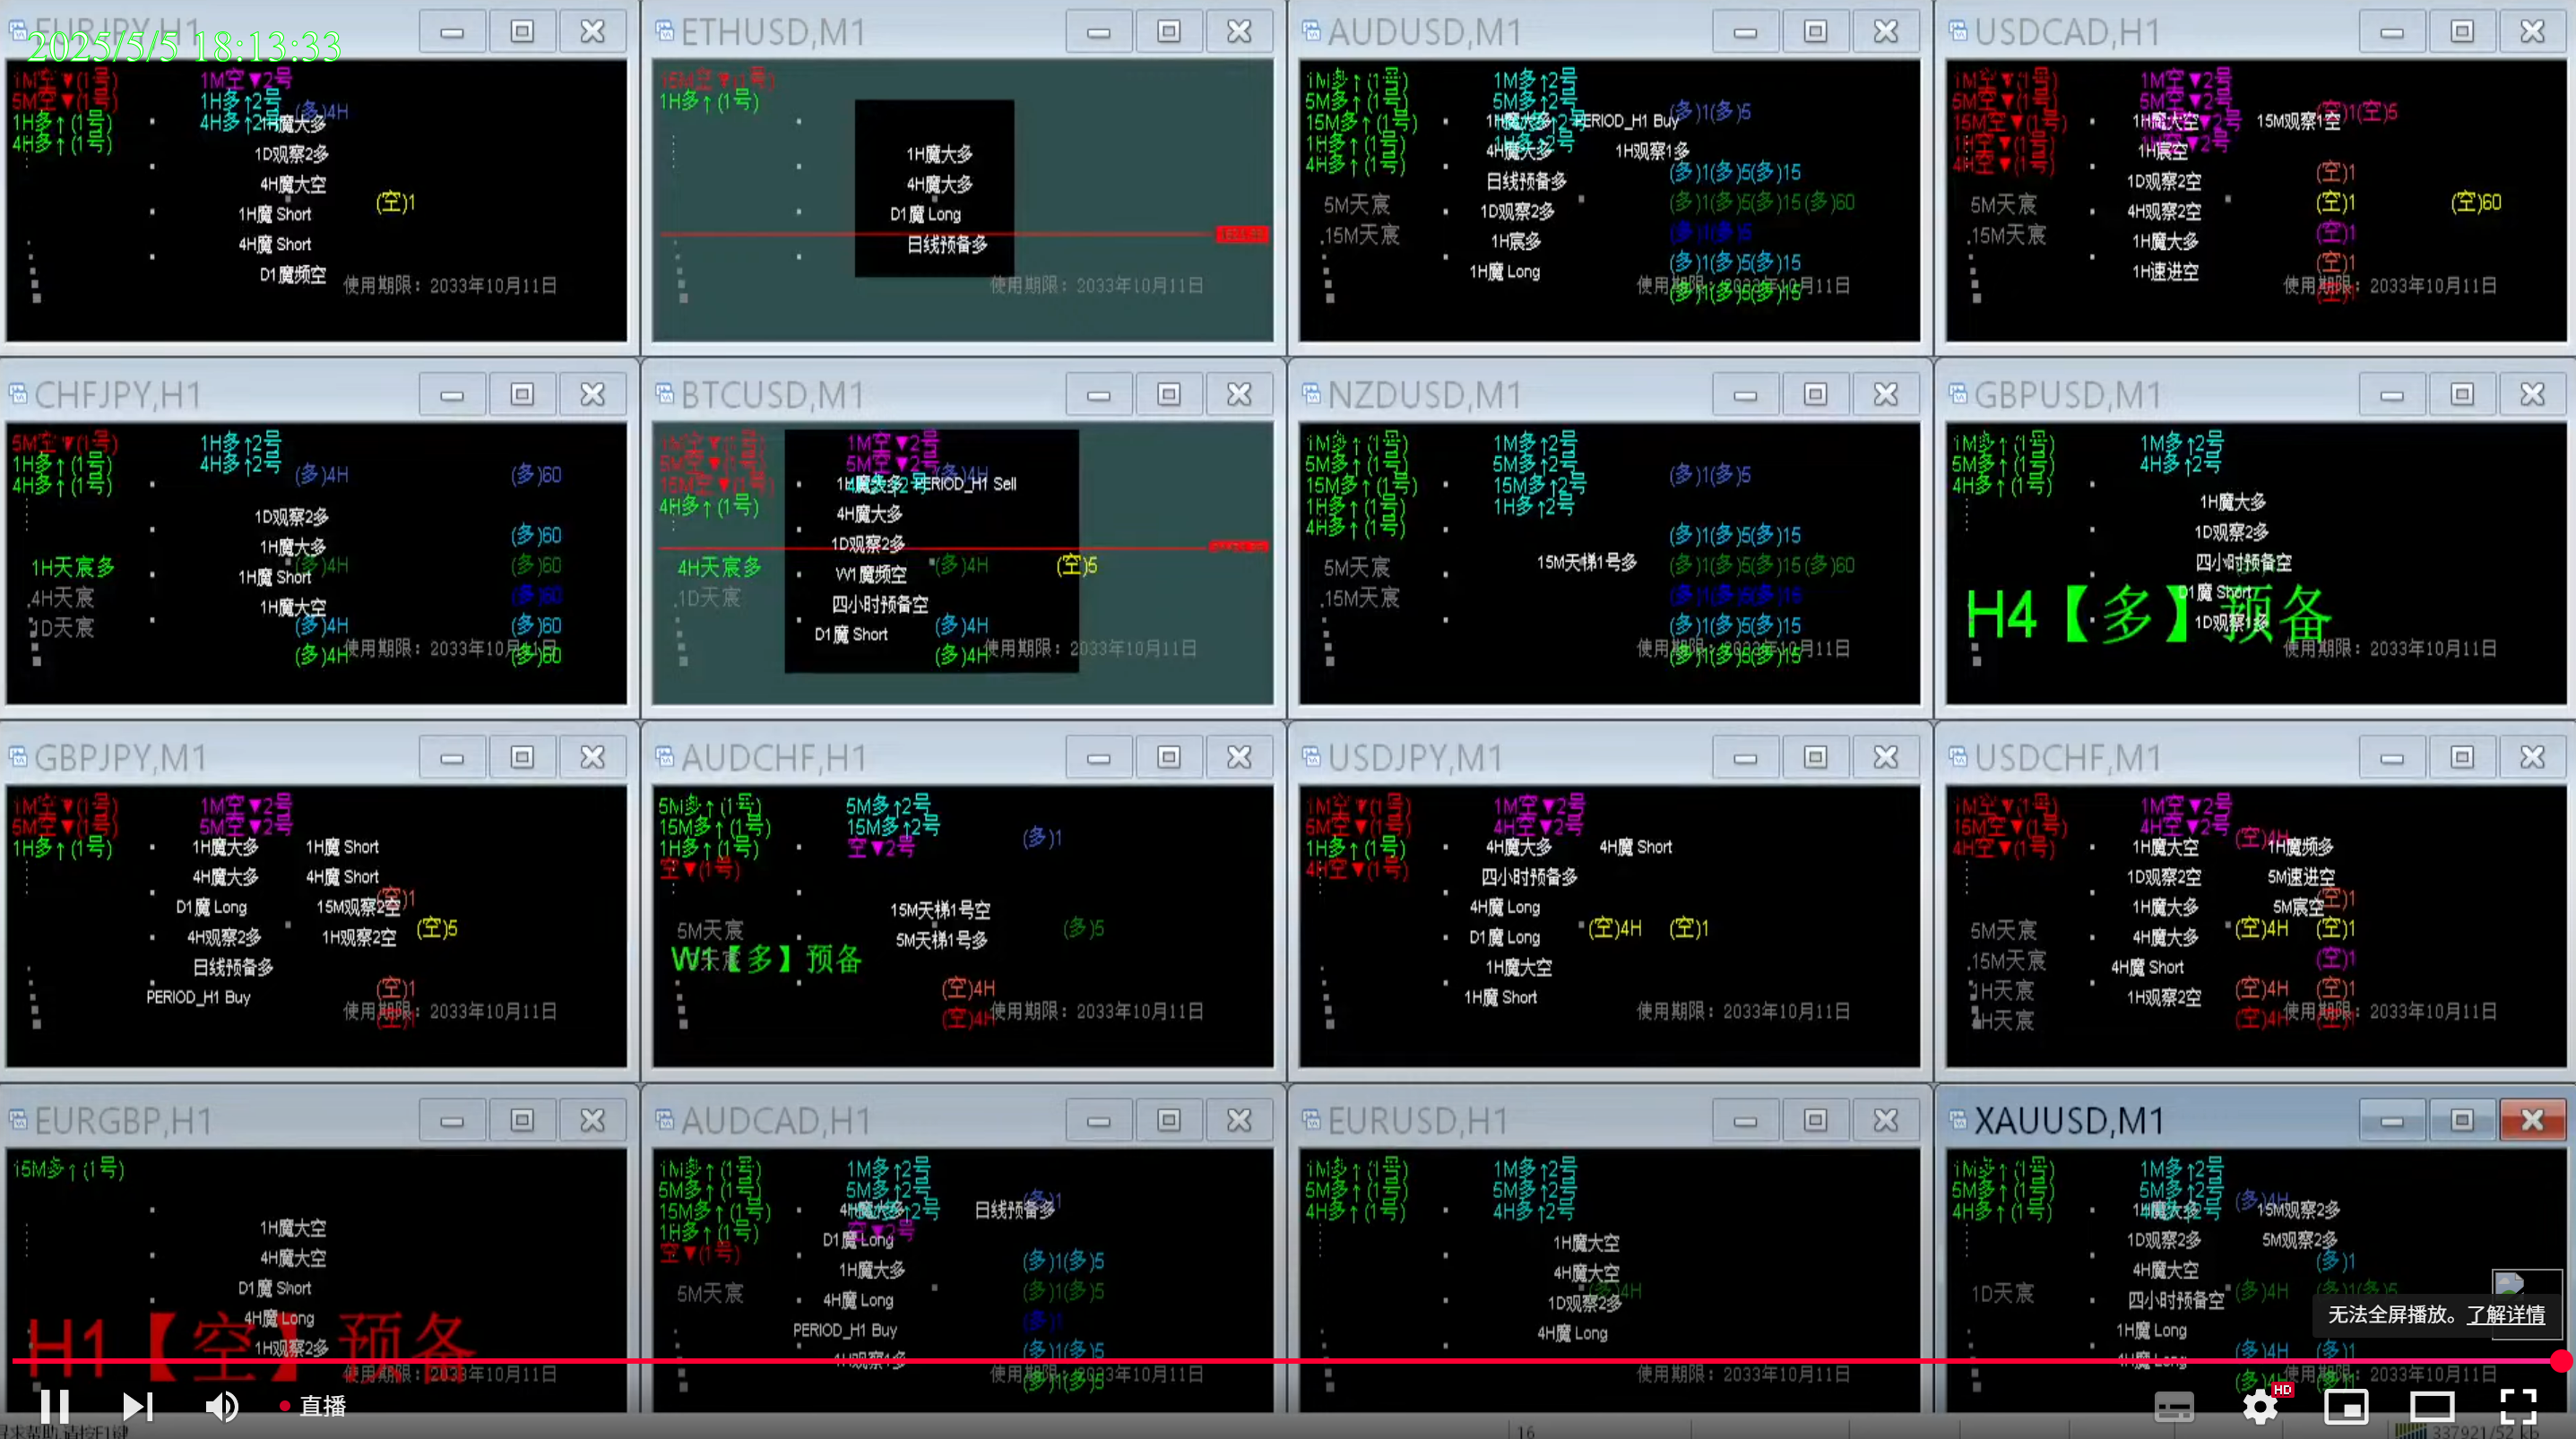 EURJPY,H1
2025/5/5 18:13:33
1M空▼(1号)
5M空▼(1号)
1H多↑(1号)
4H多↑(1号)
1M空▼2号
1H多↑2号
4H多↑2号
(多)4H
1H魔大多
1D观察2多
4H魔大空
(空)1
1H魔 Short
4H魔 Short
D1魔频空
使用期限：2033年10月11日
ETHUSD,M1
15M空▼(1号)
1H多↑(1号)
1H魔大多
4H魔大多
D1魔 Long
日线预备多
使用期限：2033年10月11日
AUDUSD,M1
1M多↑(1号)
5M多↑(1号)
15M多↑(1号)
1H多↑(1号)
4H多↑(1号)
1M多↑2号
5M多↑2号
1H多↑2号
1H魔大多
PERIOD_H1 Buy
(多)1(多)5
4H魔大多
1H观察1多
日线预备多
(多)1(多)5(多)15
5M天宸
1D观察2多
(多)1(多)5(多)15(多)60
15M天宸
1H宸多
(多)1(多)5
1H魔 Long
(多)1(多)5(多)15
使用期限：2033年10月11日
(多)1(多)5(多)15
USDCAD,H1
1M空▼(1号)
5M空▼(1号)
15M空▼(1号)
1H空▼(1号)
4H空▼(1号)
1M空▼2号
5M空▼2号
1H魔大空
15M观察1空
(空)1(空)5
1H宸空
1D观察2空
(空)1
5M天宸
4H观察2空
(空)1
(空)60
.15M天宸
1H魔大多
(空)1
1H速进空
(空)1
使用期限：2033年10月11日
CHFJPY,H1
5M空▼(1号)
1H多↑(1号)
4H多↑(1号)
1H多↑2号
4H多↑2号
(多)4H
(多)60
1D观察2多
(多)60
1H魔大多
1H天宸多
(多)4H
(多)60
1H魔 Short
.4H天宸
(多)60
1H魔大空
1D天宸
(多)4H
(多)60
使用期限：2033年10月11日
(多)4H
(多)60
BTCUSD,M1
1M空▼(1号)
5M空▼(1号)
15M空▼(1号)
4H多↑(1号)
1M空▼2号
5M空▼2号
(多)4H
1H魔大多
PERIOD_H1 Sell
4H魔大多
1D观察2多
4H天宸多
W1魔频空
(多)4H
(空)5
.1D天宸
四小时预备空
D1魔 Short
(多)4H
使用期限：2033年10月11日
(多)4H
NZDUSD,M1
1M多↑(1号)
5M多↑(1号)
15M多↑(1号)
1H多↑(1号)
4H多↑(1号)
1M多↑2号
5M多↑2号
15M多↑2号
1H多↑2号
(多)1(多)5
(多)1(多)5(多)15
5M天宸
15M天梯1号多
(多)1(多)5(多)15(多)60
.15M天宸
(多)1(多)5(多)15
(多)1(多)5(多)15
使用期限：2033年10月11日
(多)1(多)5(多)15
GBPUSD,M1
1M多↑(1号)
5M多↑(1号)
4H多↑(1号)
1M多↑2号
4H多↑2号
1H魔大多
1D观察2多
四小时预备空
D1魔 Short
H4【多】预备
1D观察1多
使用期限：2033年10月11日
GBPJPY,M1
1M空▼(1号)
5M空▼(1号)
1H多↑(1号)
1M空▼2号
5M空▼2号
1H魔大多
1H魔 Short
4H魔大多
4H魔 Short
(空)1
D1魔 Long
15M观察2空
4H观察2多
1H观察2空
(空)5
日线预备多
PERIOD_H1 Buy
(空)1
使用期限：2033年10月11日
(空)1
AUDCHF,H1
5M多↑(1号)
15M多↑(1号)
1H多↑(1号)
空▼(1号)
5M多↑2号
15M多↑2号
空▼2号
(多)1
15M天梯1号空
5M天宸
5M天梯1号多
(多)5
W1【多】预备
(空)4H
使用期限：2033年10月11日
(空)4H
USDJPY,M1
1M空▼(1号)
5M空▼(1号)
1H多↑(1号)
4H空▼(1号)
1M空▼2号
4H空▼2号
4H魔大多
4H魔 Short
四小时预备多
4H魔 Long
D1魔 Long
(空)4H
(空)1
1H魔大空
1H魔 Short
使用期限：2033年10月11日
USDCHF,M1
1M空▼(1号)
15M空▼(1号)
4H空▼(1号)
1M空▼2号
4H空▼2号
(空)4H
1H魔大空
1H魔频多
1D观察2空
5M速进空
(空)1
1H魔大多
5M宸空
5M天宸
4H魔大多
(空)4H
(空)1
.15M天宸
4H魔 Short
(空)1
1H天宸
1H观察2空
(空)4H
(空)1
4H天宸
使用期限：2033年10月11日
(空)4H
(空)1
EURGBP,H1
15M多↑(1号)
1H魔大空
4H魔大空
D1魔 Short
4H魔 Long
H1【空】预备
1H观察2多
使用期限：2033年10月11日
AUDCAD,H1
1M多↑(1号)
5M多↑(1号)
15M多↑(1号)
1H多↑(1号)
空▼(1号)
1M多↑2号
5M多↑2号
空▼2号
4H魔大多
日线预备多
(多)1
D1魔 Long
1H魔大多
(多)1(多)5
5M天宸
4H魔 Long
(多)1(多)5
PERIOD_H1 Buy
(多)1
(多)1(多)5
1H观察1多
使用期限：2033年10月11日
(多)1(多)5
EURUSD,H1
1M多↑(1号)
5M多↑(1号)
4H多↑(1号)
1M多↑2号
5M多↑2号
4H多↑2号
1H魔大空
4H魔大空
(多)4H
1D观察2多
4H魔 Long
使用期限：2033年10月11日
XAUUSD,M1
1M多↑(1号)
5M多↑(1号)
4H多↑(1号)
1M多↑2号
5M多↑2号
(多)4H
1H魔大多
15M观察2多
1D观察2多
5M观察2多
4H魔大空
(多)1
1D天宸
四小时预备空
(多)4H
(多)1(多)5
1H魔 Long
无法全屏播放。了解详情
4H魔 Long
(多)4H
(多)1
使用期限：2033年10月11日
直播
HD
16
337921/52 kb